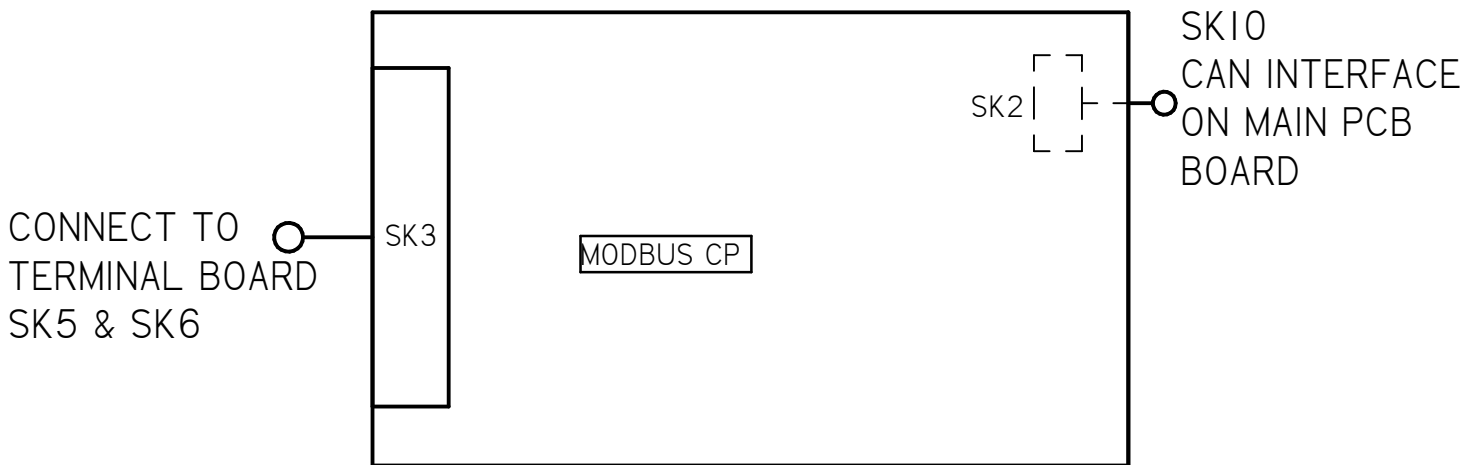 SK10
CAN INTERFACE
ON MAIN PCB
BOARD
SK2
CONNECT TO
TERMINAL BOARD
SK5 & SK6
SK3
MODBUS CP